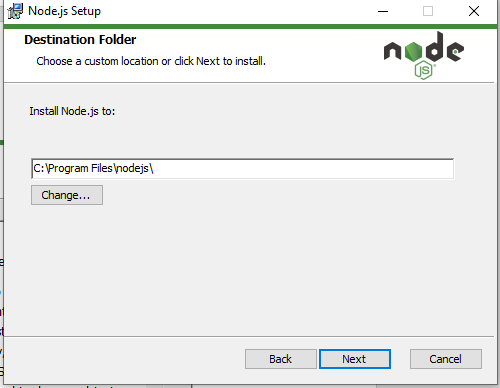 Node.js Setup
Destination Folder
Choose a custom location or click Next to install.
node
JS
Install Node.js to:
C:\Program Files\nodejs\
Change...
Back
Next
Cancel